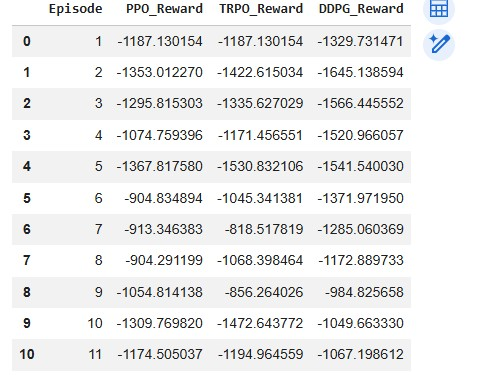 Episode PPO_Reward TRPO_Reward DDPG_Reward
0 1 -1187.130154 -1187.130154 -1329.731471
1 2 -1353.012270 -1422.615034 -1645.138594
2 3 -1295.815303 -1335.627029 -1566.445552
3 4 -1074.759396 -1171.456551 -1520.966057
4 5 -1367.817580 -1530.832106 -1541.540030
5 6 -904.834894 -1045.341381 -1371.971950
6 7 -913.346383 -818.517819 -1285.060369
7 8 -904.291199 -1068.398464 -1172.889733
8 9 -1054.814138 -856.264026 -984.825658
9 10 -1309.769820 -1472.643772 -1049.663330
10 11 -1174.505037 -1194.964559 -1067.198612